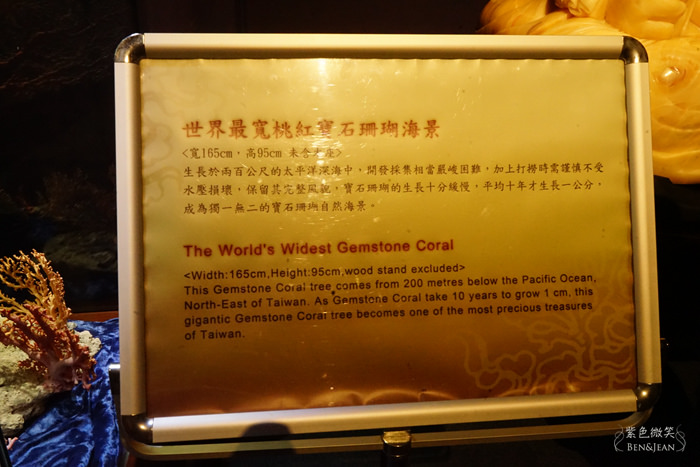 世界最寬桃紅寶石珊瑚海景
<寬165cm，高95cm 未含木座>
生長於兩百公尺的太平洋深海中，開發採集相當嚴峻困難，加上打撈時需謹慎不受
水壓損壞，保留其完整風貌，寶石珊瑚的生長十分緩慢，平均十年才生長一公分，
成為獨一無二的寶石珊瑚自然海景。
The World's Widest Gemstone Coral
<Width:165cm,Height:95cm,wood stand excluded>
This Gemstone Coral tree comes from 200 metres below the Pacific Ocean,
North-East of Taiwan. As Gemstone Coral take 10 years to grow 1 cm, this
gigantic Gemstone Coral tree becomes one of the most precious treasures
of Taiwan.
紫色微笑
BEN&JEAN